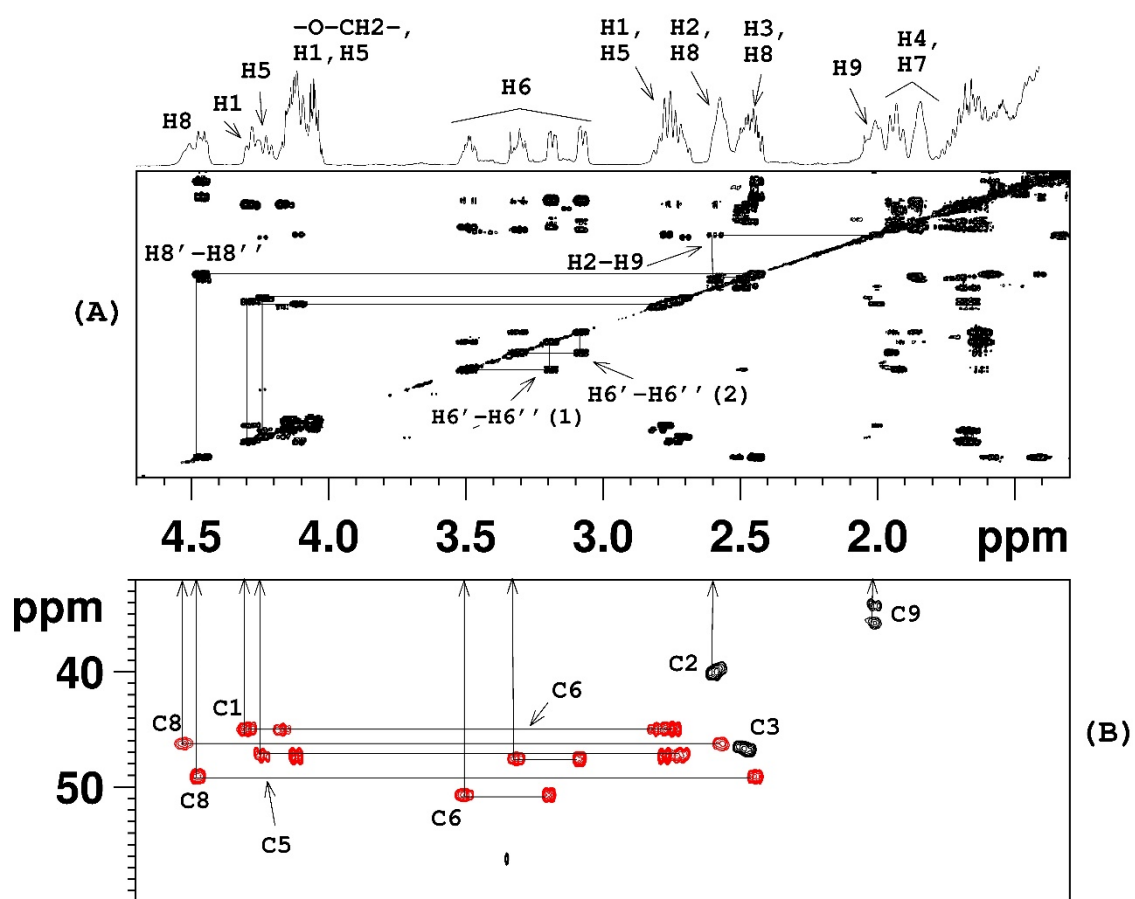 -O-CH2-,
H1,H5
H1,
H5
H2,
H8
H3,
H8
H4,
H7
H5
H6
H9
H1
H8
H8'-H8''
H2-H9
(A)
H6'-H6''(2)
H6'-H6''(1)
4.5
4.0
3.5
3.0
2.5
2.0
ppm
ppm
40
50
C9
C2
C6
C1
C8
C3
(B)
C8
C6
C5